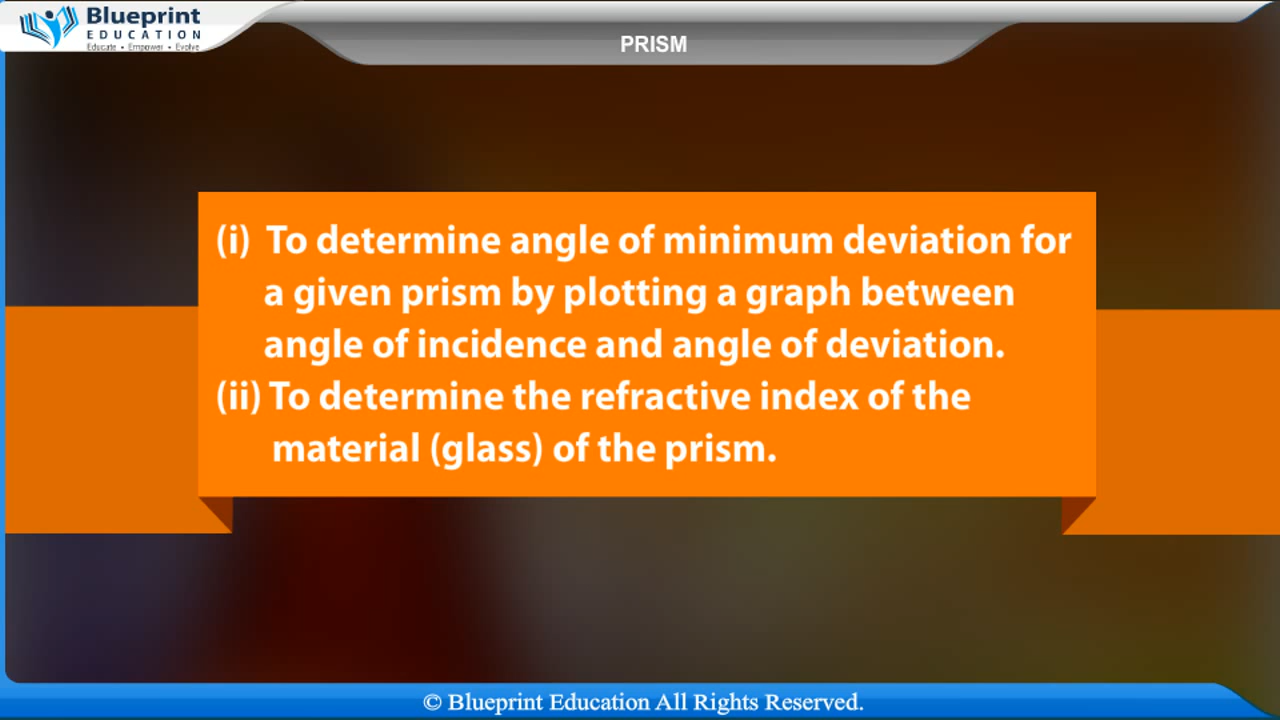 Blueprint
EDUCATION
Educate • Empower • Evolve
PRISM
(i) To determine angle of minimum deviation for
a given prism by plotting a graph between
angle of incidence and angle of deviation.
(ii) To determine the refractive index of the
material (glass) of the prism.
© Blueprint Education All Rights Reserved.